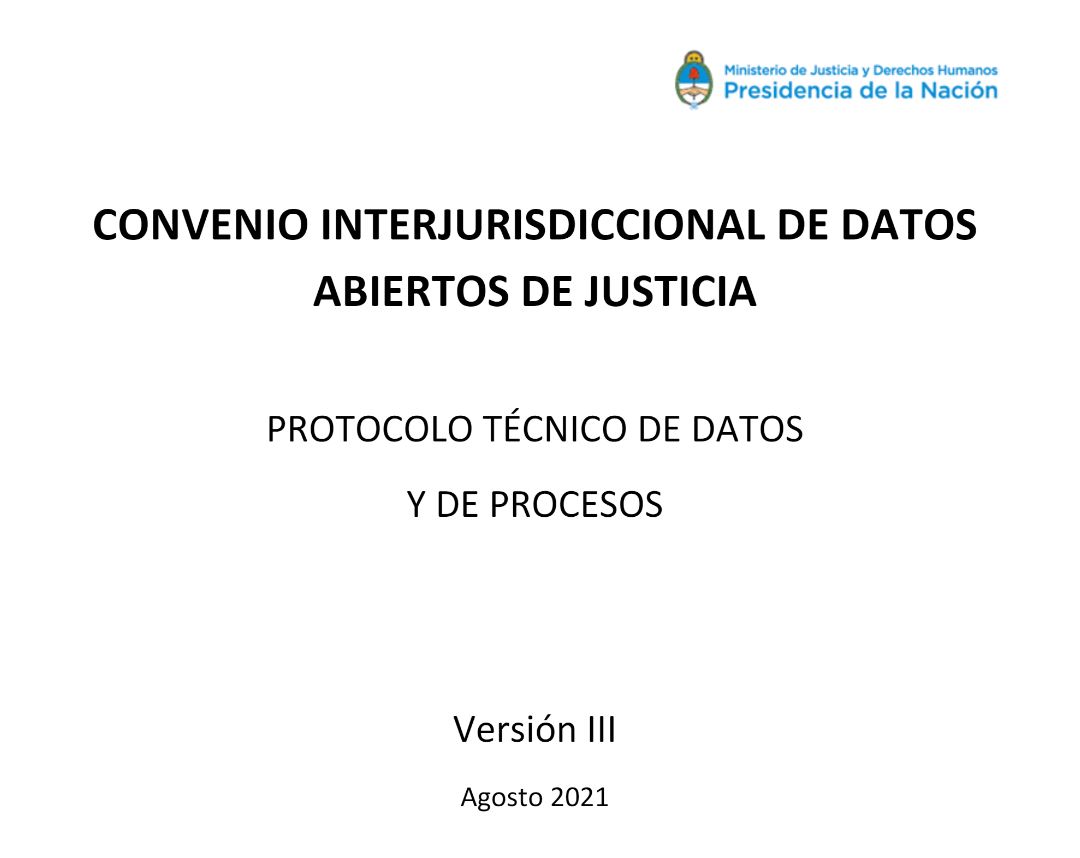 Ministerio de Justicia y Derechos Humanos
Presidencia de la Nación
CONVENIO INTERJURISDICCIONAL DE DATOS
ABIERTOS DE JUSTICIA
PROTOCOLO TÉCNICO DE DATOS
Y DE PROCESOS
Versión III
Agosto 2021